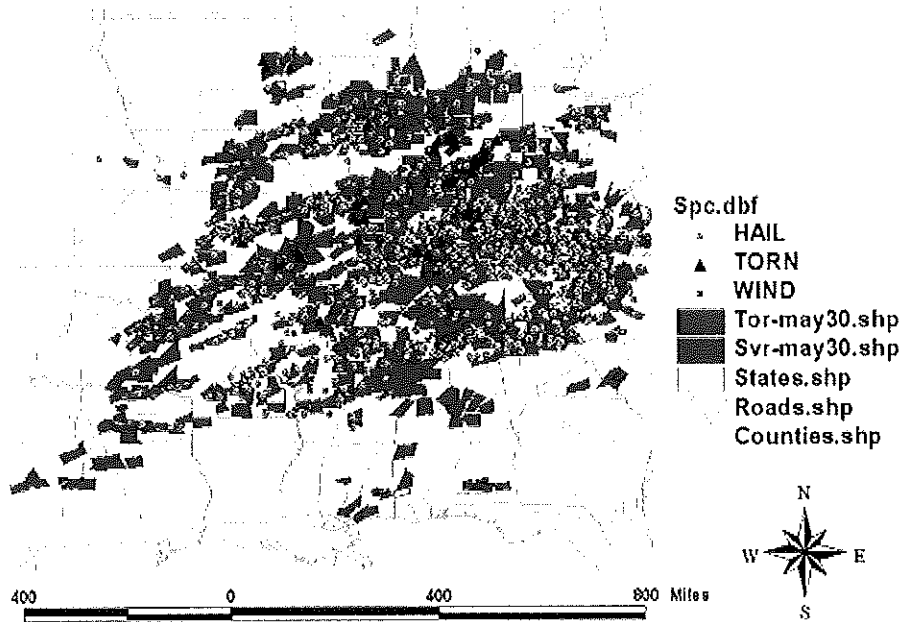 Spc.dbf
HAIL
TORN
WIND
Tor-may30.shp
Svr-may30.shp
States.shp
Roads.shp
Counties.shp
N
W E
S
400 0 400 800 Miles